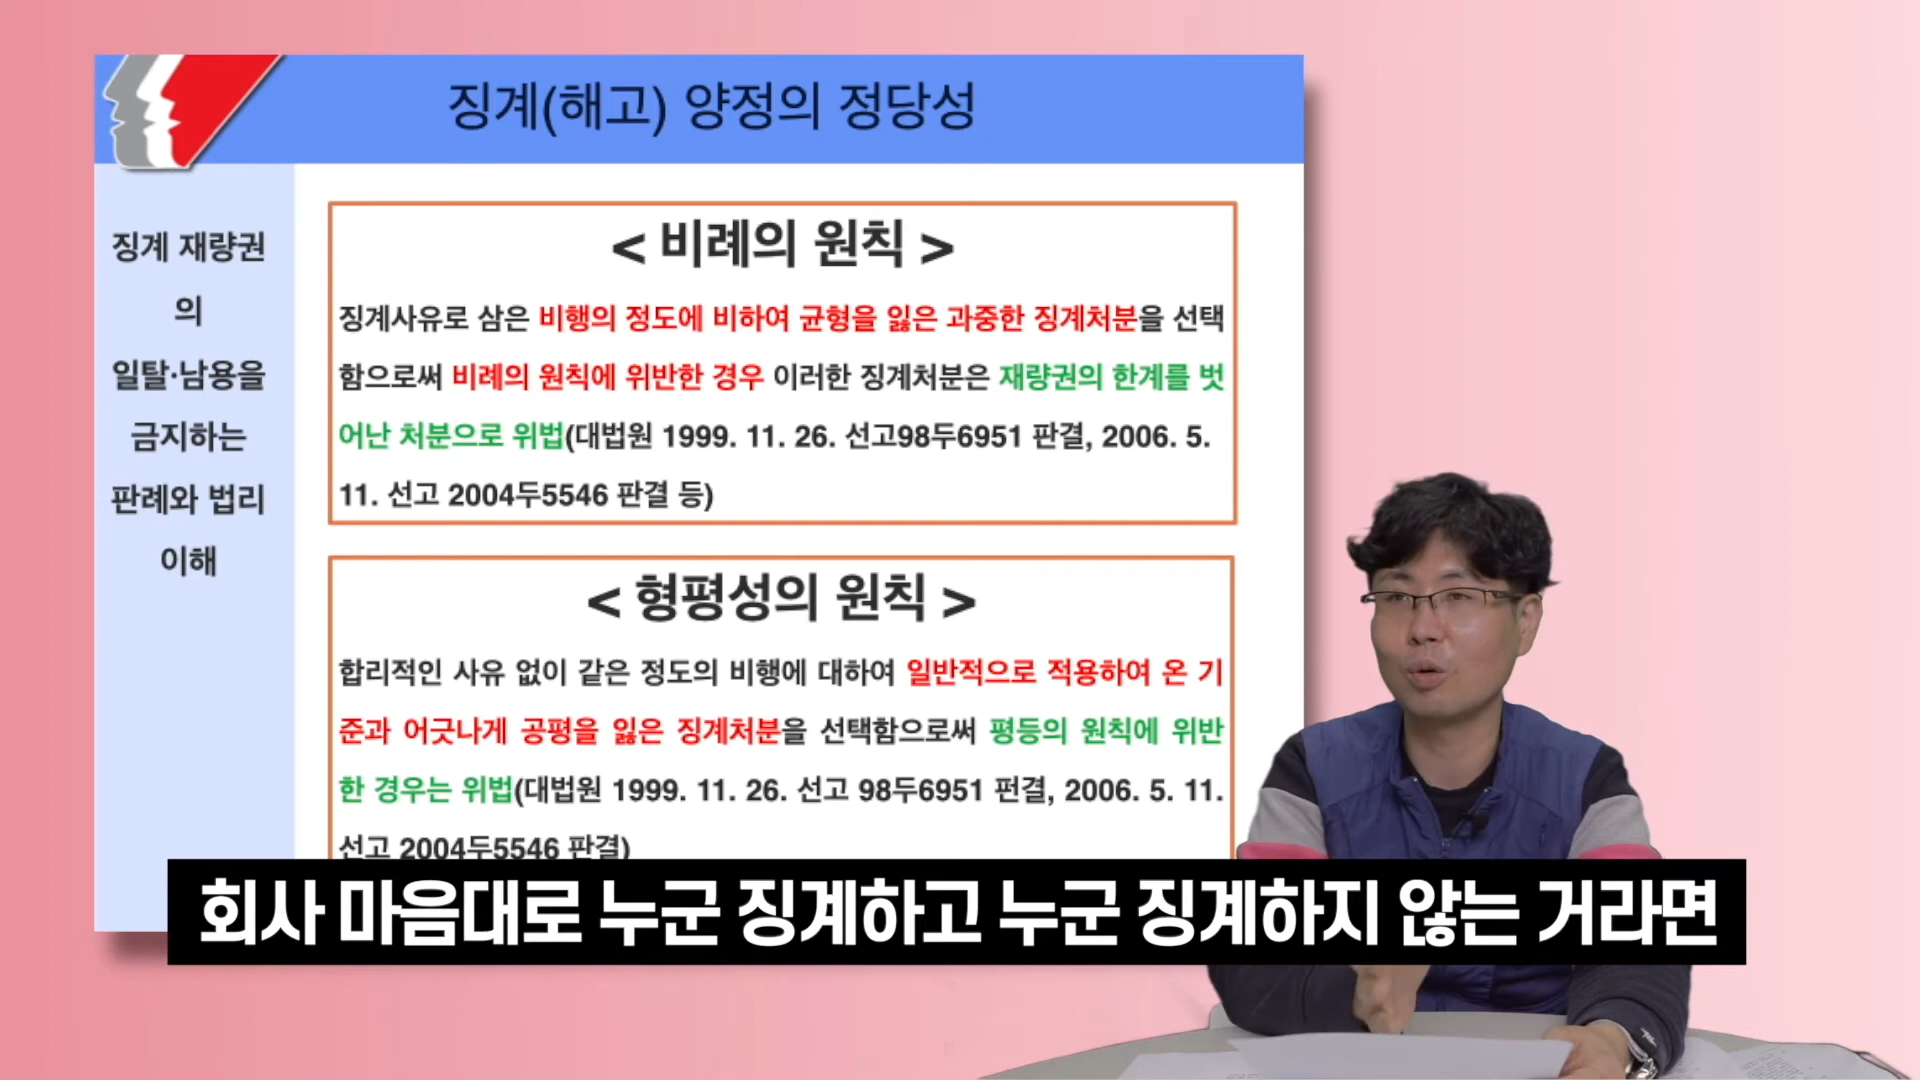 징계(해고) 양정의 정당성
징계 재량권
의
일탈·남용을
금지하는
판례와 법리
이해
< 비례의 원칙 >
징계사유로 삼은 비행의 정도에 비하여 균형을 잃은 과중한 징계처분을 선택
함으로써 비례의 원칙에 위반한 경우 이러한 징계처분은 재량권의 한계를 벗
어난 처분으로 위법(대법원 1999. 11. 26. 선고98두6951 판결, 2006. 5.
11. 선고 2004두5546 판결 등)
< 형평성의 원칙 >
합리적인 사유 없이 같은 정도의 비행에 대하여 일반적으로 적용하여 온 기
준과 어긋나게 공평을 잃은 징계처분을 선택함으로써 평등의 원칙에 위반
한 경우는 위법(대법원 1999. 11. 26. 선고 98두6951 펀결, 2006. 5. 11.
선고 2004두5546 판결)
회사 마음대로 누군 징계하고 누군 징계하지 않는 거라면